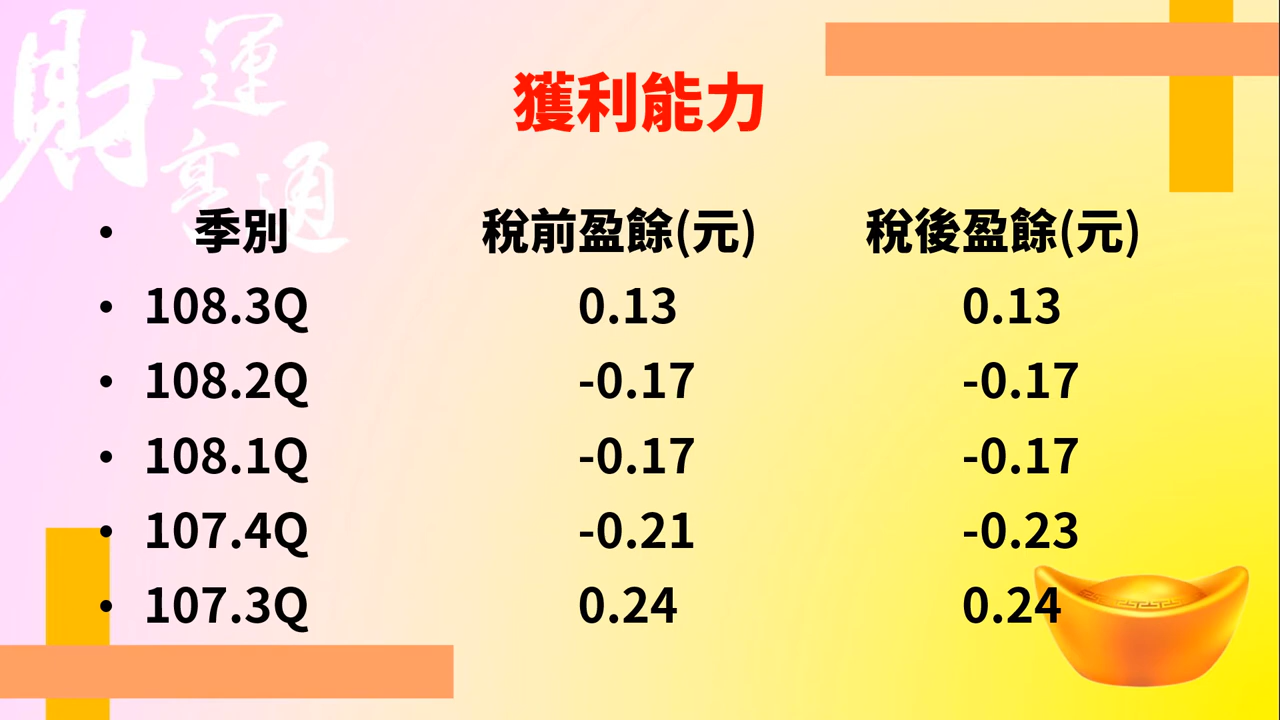 財運
亨通
獲利能力
• 季別 稅前盈餘(元) 稅後盈餘(元)
• 108.3Q 0.13 0.13
• 108.2Q -0.17 -0.17
• 108.1Q -0.17 -0.17
• 107.4Q -0.21 -0.23
• 107.3Q 0.24 0.24